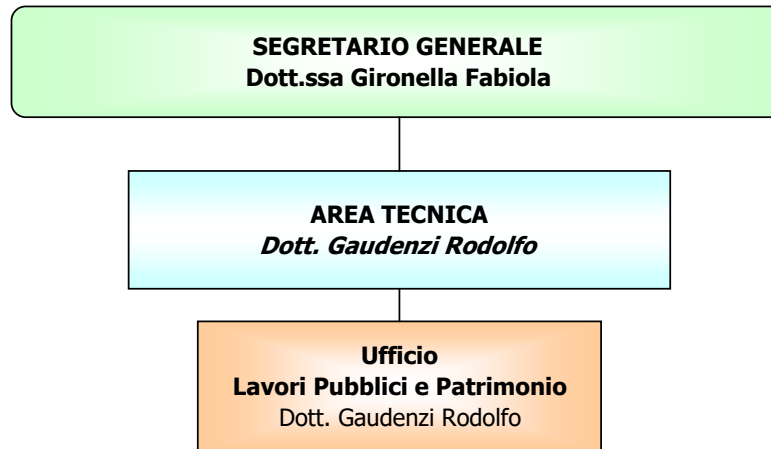 SEGRETARIO GENERALE
Dott.ssa Gironella Fabiola
AREA TECNICA
Dott. Gaudenzi Rodolfo
Ufficio
Lavori Pubblici e Patrimonio
Dott. Gaudenzi Rodolfo